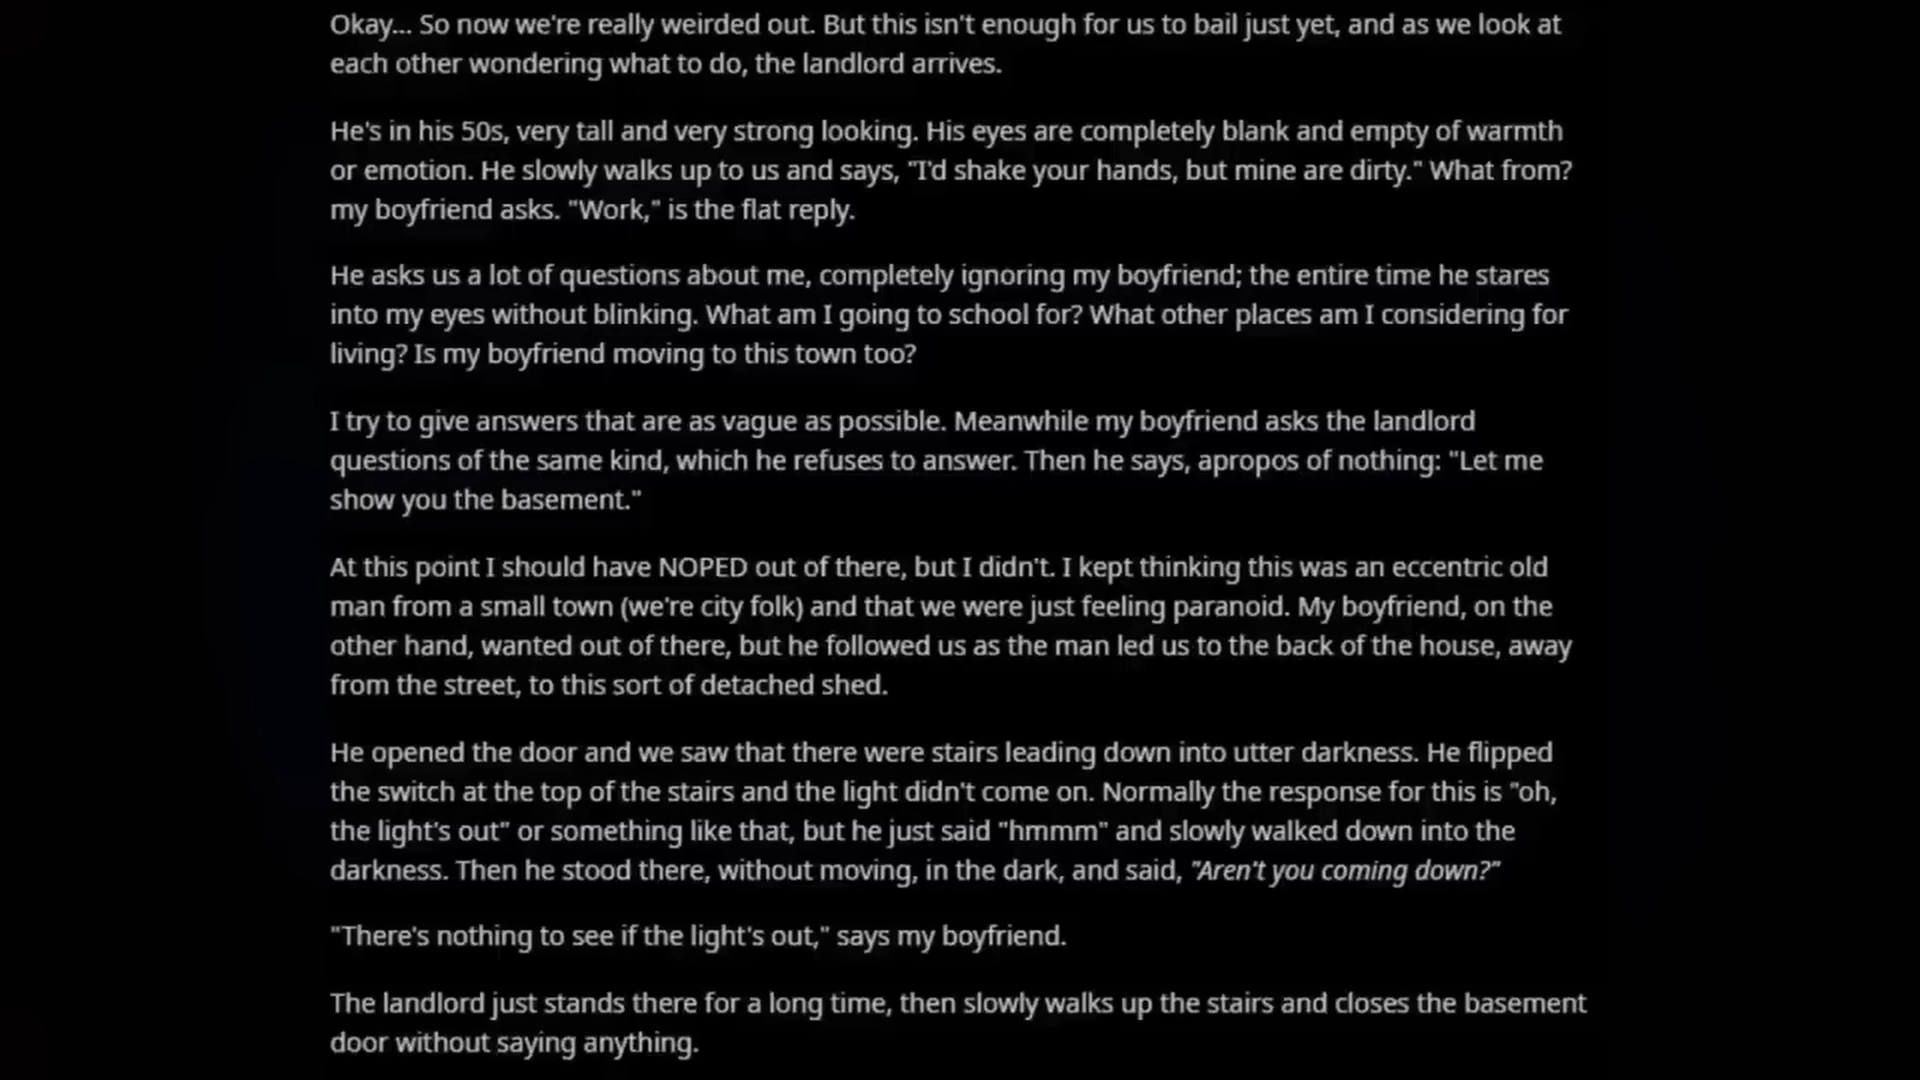 Okay... So now we're really weirded out. But this isn't enough for us to bail just yet, and as we look at
each other wondering what to do, the landlord arrives.
He's in his 50s, very tall and very strong looking. His eyes are completely blank and empty of warmth
or emotion. He slowly walks up to us and says, "I'd shake your hands, but mine are dirty." What from?
my boyfriend asks. "Work," is the flat reply.
He asks us a lot of questions about me, completely ignoring my boyfriend; the entire time he stares
into my eyes without blinking. What am I going to school for? What other places am I considering for
living? Is my boyfriend moving to this town too?
I try to give answers that are as vague as possible. Meanwhile my boyfriend asks the landlord
questions of the same kind, which he refuses to answer. Then he says, apropos of nothing: "Let me
show you the basement."
At this point I should have NOPED out of there, but I didn't. I kept thinking this was an eccentric old
man from a small town (we're city folk) and that we were just feeling paranoid. My boyfriend, on the
other hand, wanted out of there, but he followed us as the man led us to the back of the house, away
from the street, to this sort of detached shed.
He opened the door and we saw that there were stairs leading down into utter darkness. He flipped
the switch at the top of the stairs and the light didn't come on. Normally the response for this is "oh,
the light's out" or something like that, but he just said "hmmm" and slowly walked down into the
darkness. Then he stood there, without moving, in the dark, and said, "Aren't you coming down?"
"There's nothing to see if the light's out," says my boyfriend.
The landlord just stands there for a long time, then slowly walks up the stairs and closes the basement
door without saying anything.